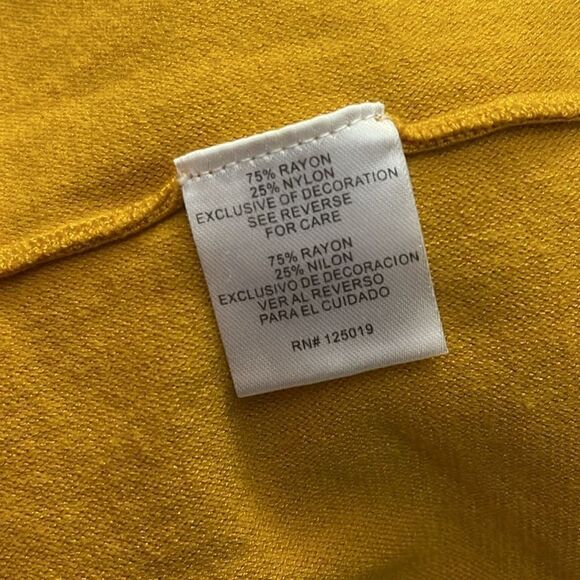 75% RAYON
25% NYLON
EXCLUSIVE OF DECORATION
SEE REVERSE
FOR CARE
75% RAYON
25% NILON
EXCLUSIVO DE DECORACION
VER AL REVERSO
PARA EL CUIDADO
RN# 125019